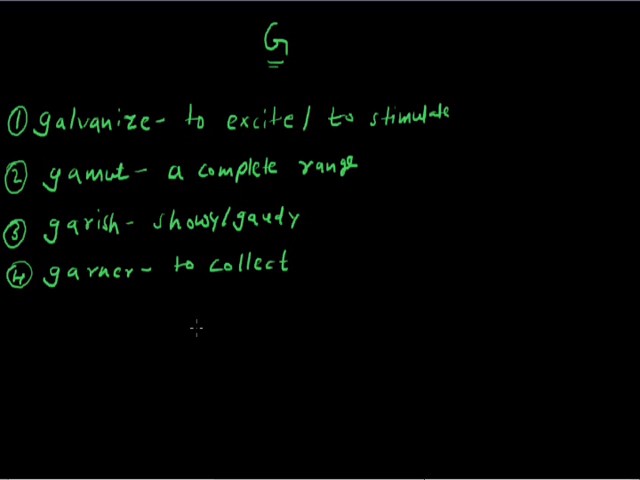 G
① galvanize - to excite / to stimulate
② gamut - a complete range
③ garish - showy/gaudy
④ garner - to collect